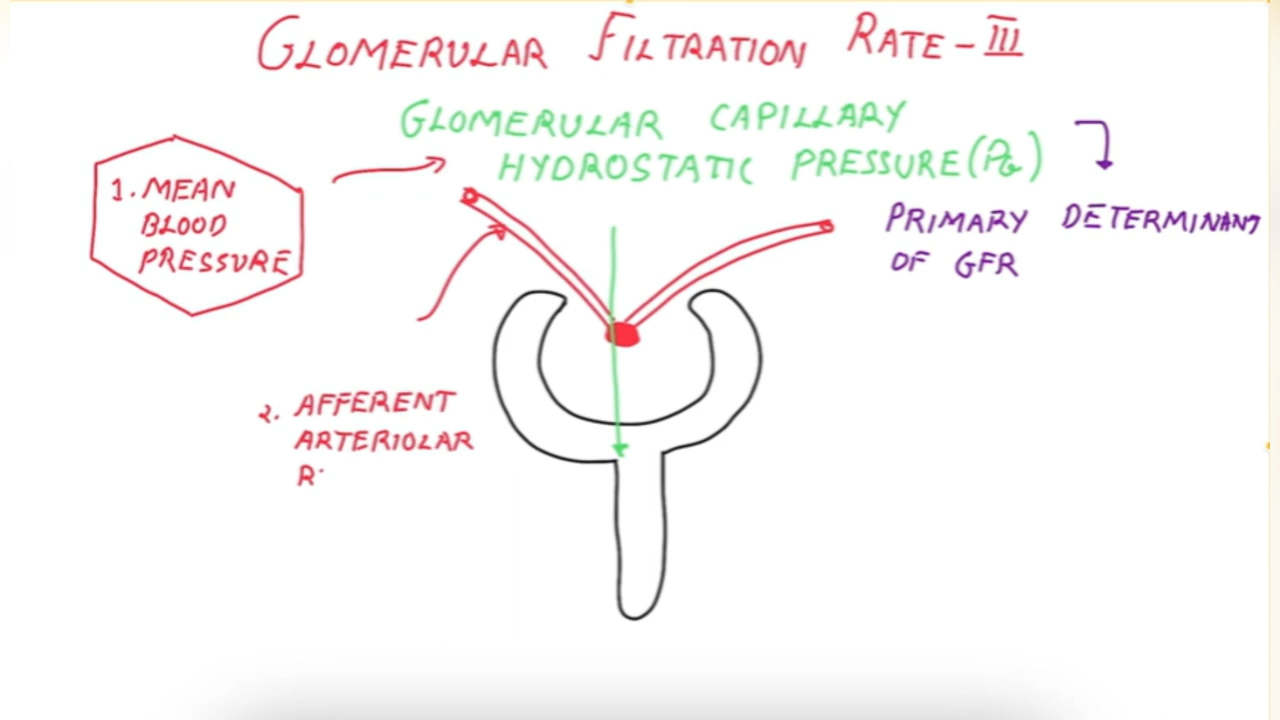 GLOMERULAR FILTRATION RATE - III
GLOMERULAR CAPILLARY
HYDROSTATIC PRESSURE (PG)
1. MEAN
BLOOD
PRESSURE
PRIMARY DETERMINANT
OF GFR
2. AFFERENT
ARTERIOLAR
R